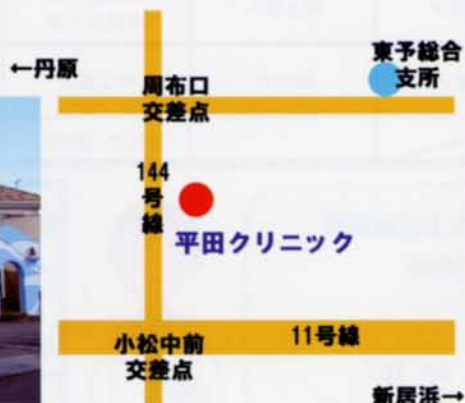 ←丹原
東予総合
支所
周布口
交差点
144
号
線
平田クリニック
11号線
小松中前
交差点
新居浜→